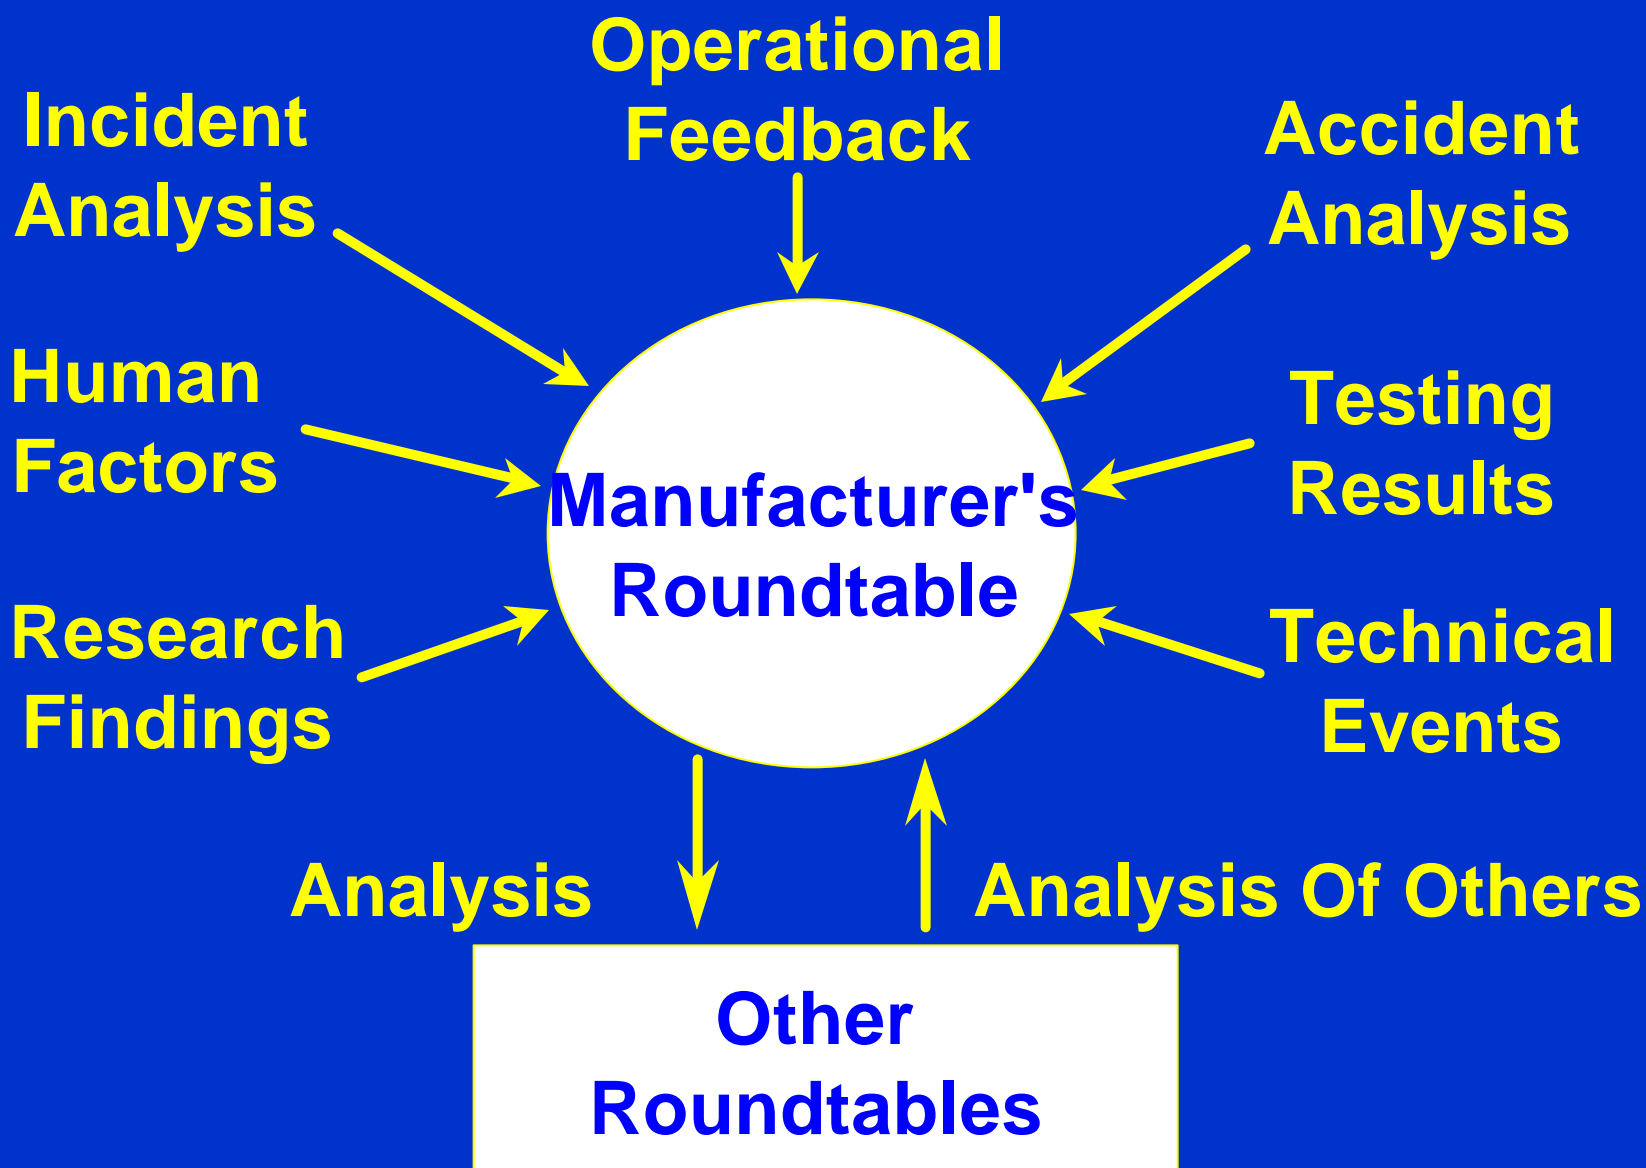 Operational
Feedback
Incident
Analysis
Accident
Analysis
Human
Factors
Testing
Results
Manufacturer's
Roundtable
Research
Findings
Technical
Events
Analysis
Analysis Of Others
Other
Roundtables